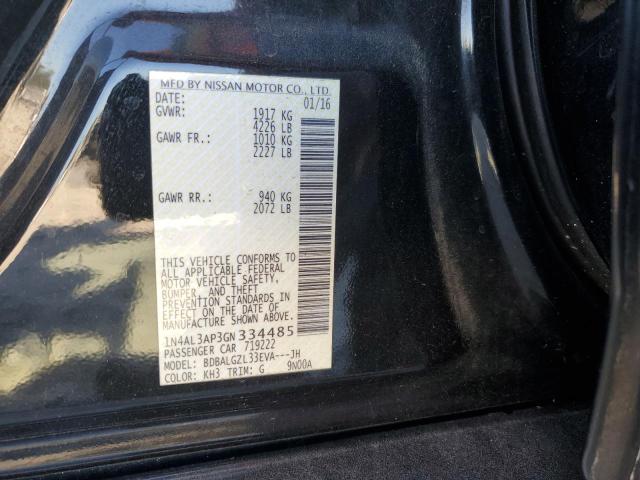 MFD BY NISSAN MOTOR CO., LTD.
DATE: 01/16
GVWR: 1917 KG
4226 LB
GAWR FR.: 1010 KG
2227 LB
GAWR RR.: 940 KG
2072 LB
THIS VEHICLE CONFORMS TO
ALL APPLICABLE FEDERAL
MOTOR VEHICLE SAFETY,
BUMPER, AND THEFT
PREVENTION STANDARDS IN
EFFECT ON THE DATE OF
MANUFACTURE SHOWN ABOVE.
1N4AL3AP3GN334485
PASSENGER CAR 719222
MODEL: BDBALGZL33EVA---JH
COLOR: KH3 TRIM: G 9N00A